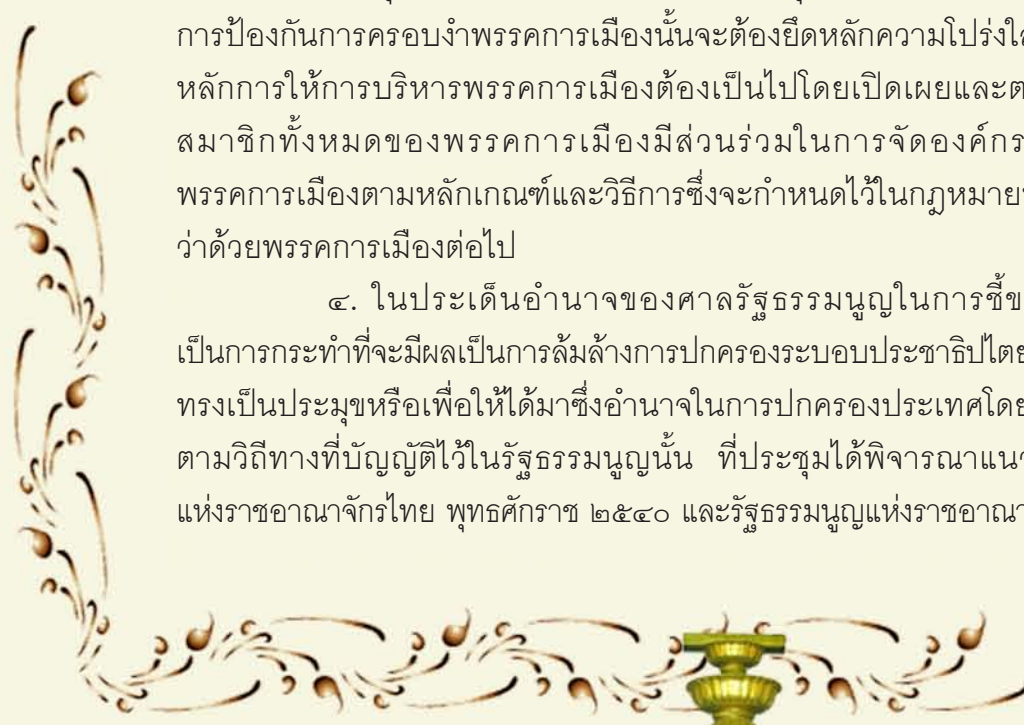 การป้องกันการครอบงำพรรคการเมืองนั้นจะต้องยึดหลักความโปร่งใส
หลักการให้การบริหารพรรคการเมืองต้องเป็นไปโดยเปิดเผยและต
สมาชิกทั้งหมดของพรรคการเมืองมีส่วนร่วมในการจัดองค์กร
พรรคการเมืองตามหลักเกณฑ์และวิธีการซึ่งจะกำหนดไว้ในกฎหมาย
ว่าด้วยพรรคการเมืองต่อไป
๔. ในประเด็นอำนาจของศาลรัฐธรรมนูญในการชี้ข
เป็นการกระทำที่จะมีผลเป็นการล้มล้างการปกครองระบอบประชาธิปไตย
ทรงเป็นประมุขหรือเพื่อให้ได้มาซึ่งอำนาจในการปกครองประเทศโดย
ตามวิถีทางที่บัญญัติไว้ในรัฐธรรมนูญนั้น ที่ประชุมได้พิจารณาแนว
แห่งราชอาณาจักรไทย พุทธศักราช ๒๕๔๐ และรัฐธรรมนูญแห่งราชอาณา